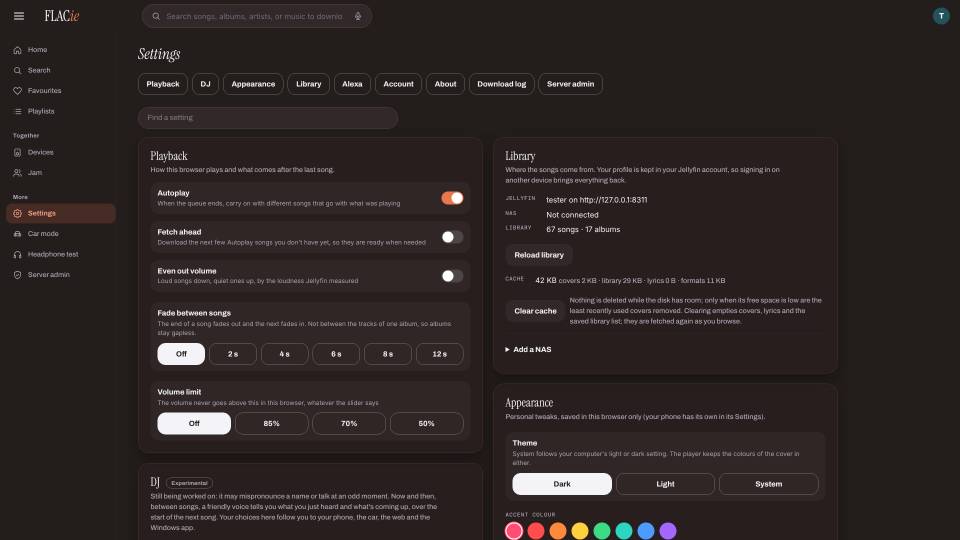 FLACie
Search songs, albums, artists, or music to downlo
T
Home
Search
Favourites
Playlists
Together
Devices
Jam
More
Settings
Car mode
Headphone test
Server admin
Settings
Playback
DJ
Appearance
Library
Alexa
Account
About
Download log
Server admin
Find a setting
Playback
How this browser plays and what comes after the last song.
Autoplay
When the queue ends, carry on with different songs that go with what was playing
Fetch ahead
Download the next few Autoplay songs you don't have yet, so they are ready when needed
Even out volume
Loud songs down, quiet ones up, by the loudness Jellyfin measured
Fade between songs
The end of a song fades out and the next fades in. Not between the tracks of one album, so albums
stay gapless.
Off
2 s
4 s
6 s
8 s
12 s
Volume limit
The volume never goes above this in this browser, whatever the slider says
Off
85%
70%
50%
DJ
Experimental
Still being worked on: it may mispronounce a name or talk at an odd moment. Now and then,
between songs, a friendly voice tells you what you just heard and what's coming up, over the
start of the next song. Your choices here follow you to your phone, the car, the web and the
Windows app.
Library
Where the songs come from. Your profile is kept in your Jellyfin account, so signing in on
another device brings everything back.
JELLYFIN tester on http://127.0.0.1:8311
NAS Not connected
LIBRARY 67 songs · 17 albums
Reload library
CACHE 42 KB covers 2 KB · library 29 KB · lyrics 0 B · formats 11 KB
Clear cache
Nothing is deleted while the disk has room; only when its free space is low are the
least recently used covers removed. Clearing empties covers, lyrics and the
saved library list; they are fetched again as you browse.
Add a NAS
Appearance
Personal tweaks, saved in this browser only (your phone has its own in its Settings).
Theme
System follows your computer's light or dark setting. The player keeps the colours of the cover in
either.
Dark
Light
System
ACCENT COLOUR